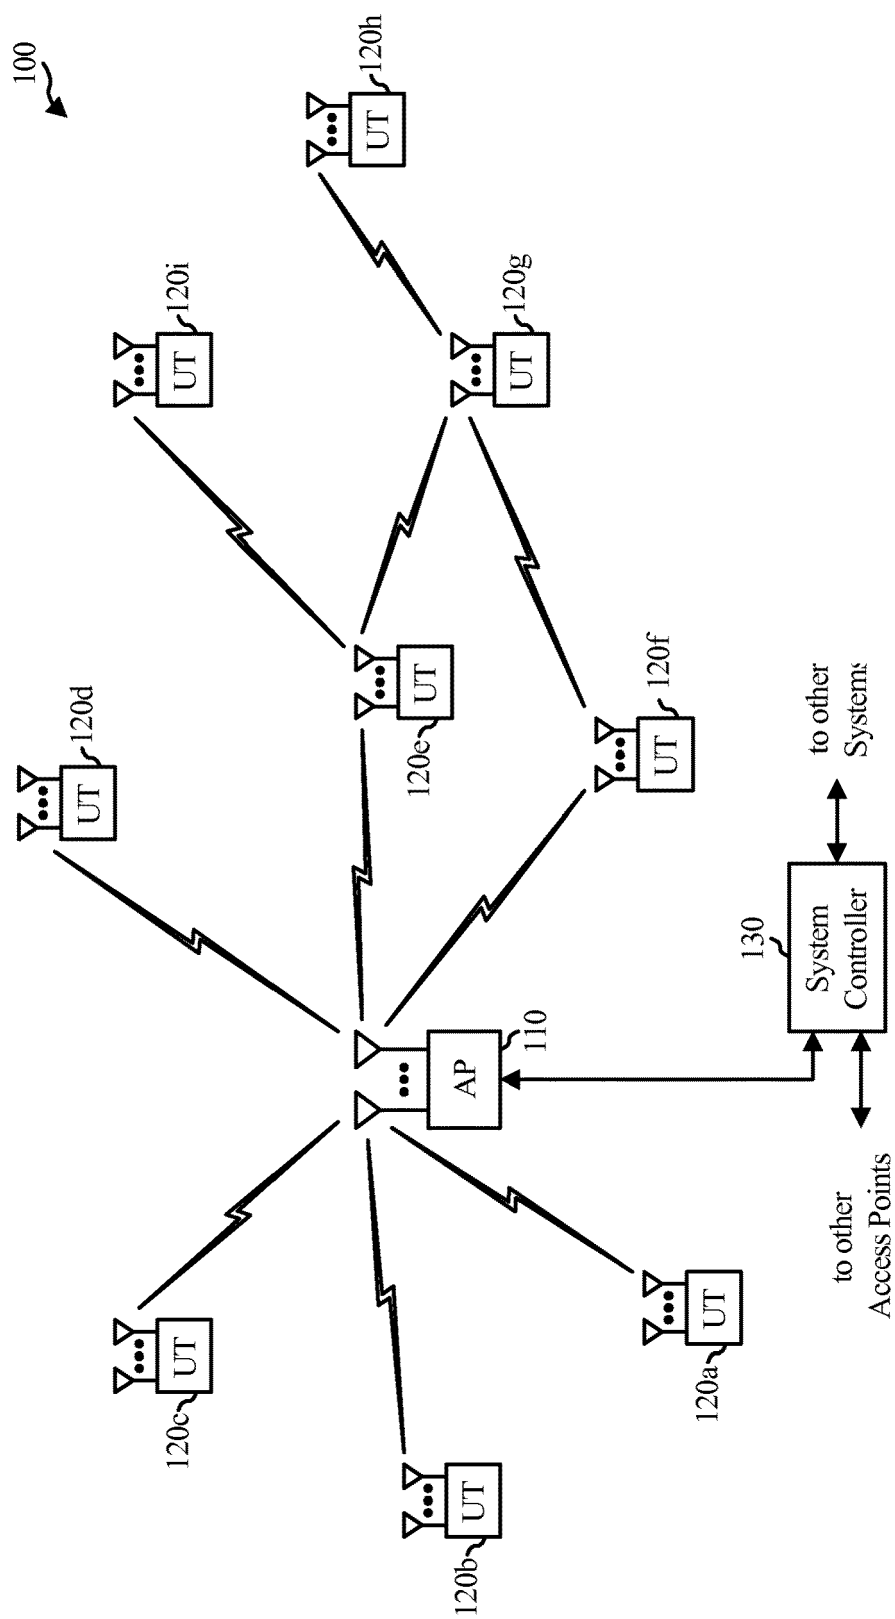 100
120d
UT
120i
UT
120h
UT
120c
UT
120e
UT
120g
UT
120b
UT
AP
110
120f
UT
120a
UT
130
System
Controller
to other
Systems
to other
Access Points